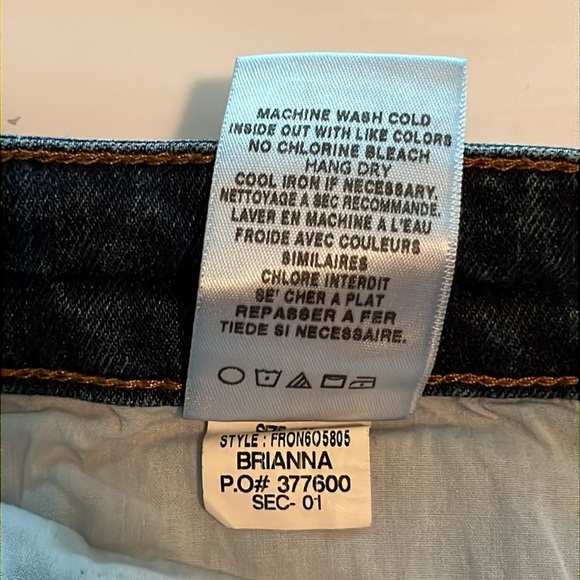 MACHINE WASH COLD
INSIDE OUT WITH LIKE COLORS
NO CHLORINE BLEACH
HANG DRY
COOL IRON IF NECESSARY.
NETTOYAGE A SEC RECOMMANDE.
LAVER EN MACHINE A L'EAU
FROIDE AVEC COULEURS
SIMILAIRES
CHLORE INTERDIT
SE' CHER A PLAT
REPASSER A FER
TIEDE SI NECESSAIRE.
STYLE : FRON6O5805
BRIANNA
P.O# 377600
SEC- 01